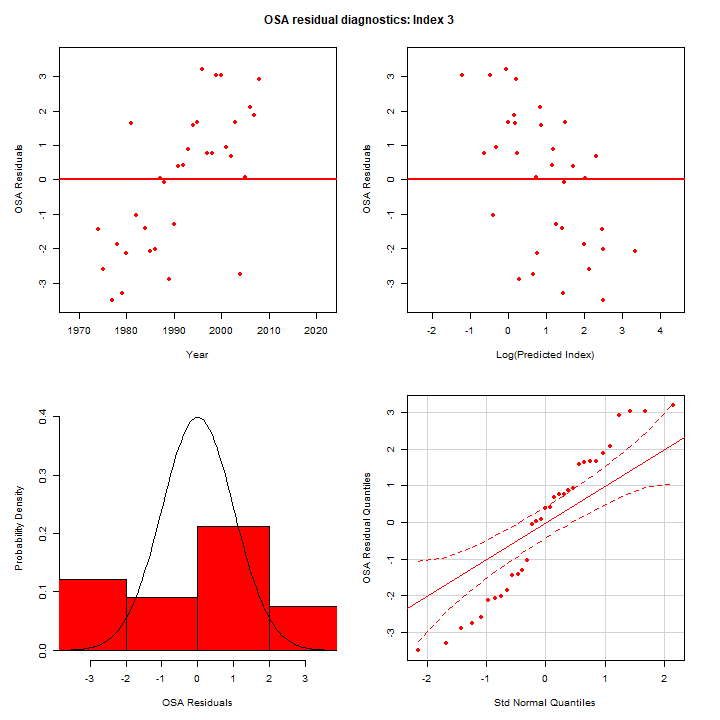 OSA residual diagnostics: Index 3
OSA Residuals
3
2
1
0
-1
-2
-3
1970 1980 1990 2000 2010 2020
Year
OSA Residuals
3
2
1
0
-1
-2
-3
-2 -1 0 1 2 3 4
Log(Predicted Index)
Probability Density
0.4
0.3
0.2
0.1
0.0
-3 -2 -1 0 1 2 3
OSA Residuals
OSA Residual Quantiles
3
2
1
0
-1
-2
-3
-2 -1 0 1 2
Std Normal Quantiles